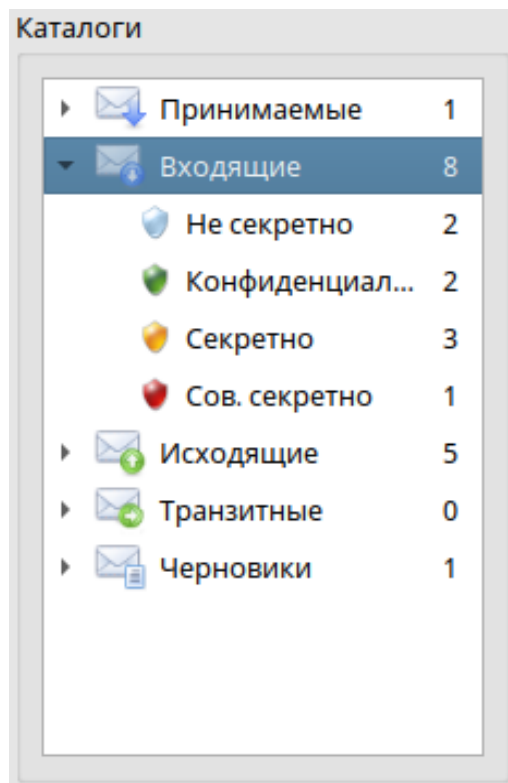 Каталоги
Принимаемые 1
Входящие 8
Не секретно 2
Конфиденциал... 2
Секретно 3
Сов. секретно 1
Исходящие 5
Транзитные 0
Черновики 1